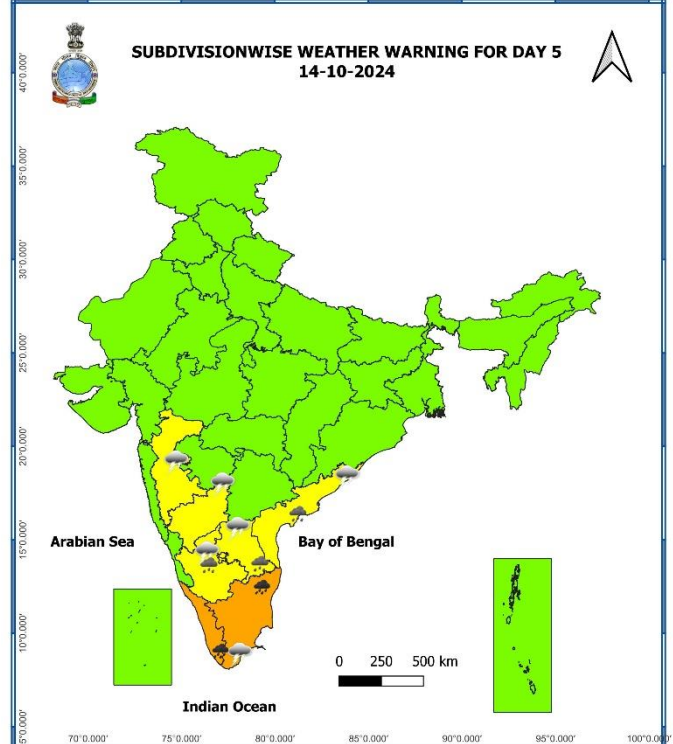 SUBDIVISIONWISE WEATHER WARNING FOR DAY 5
14-10-2024
40°0.000'
35°0.000'
30°0.000'
25°0.000'
20°0.000'
15°0.000'
10°0.000'
5°0.000'
Arabian Sea
Bay of Bengal
0 250 500 km
Indian Ocean
70°0.000' 75°0.000' 80°0.000' 85°0.000' 90°0.000' 95°0.000' 100°0.000'